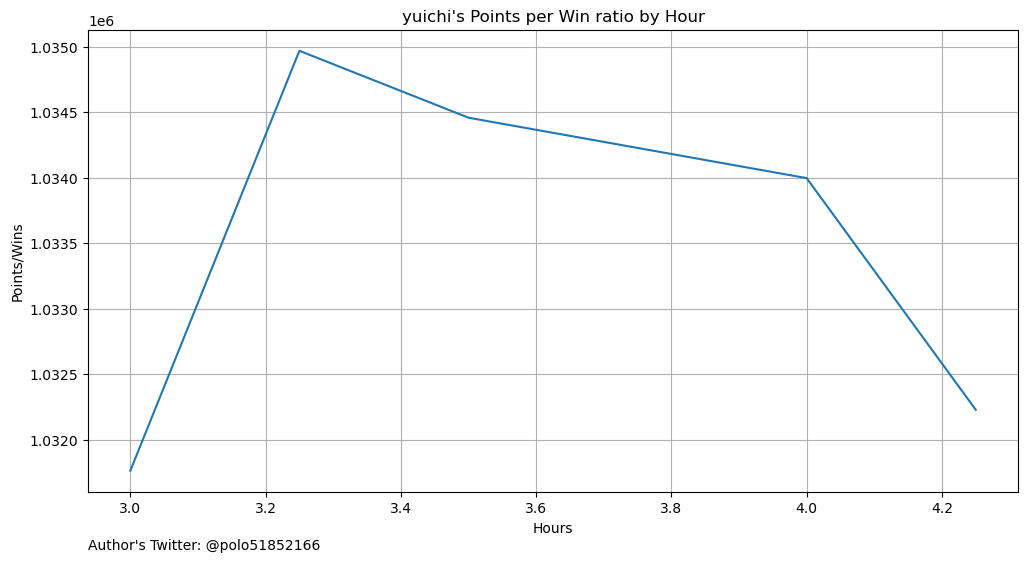 yuichi's Points per Win ratio by Hour
1e6
1.0350
1.0345
1.0340
1.0335
1.0330
1.0325
1.0320
Points/Wins
3.0 3.2 3.4 3.6 3.8 4.0 4.2
Hours
Author's Twitter: @polo51852166